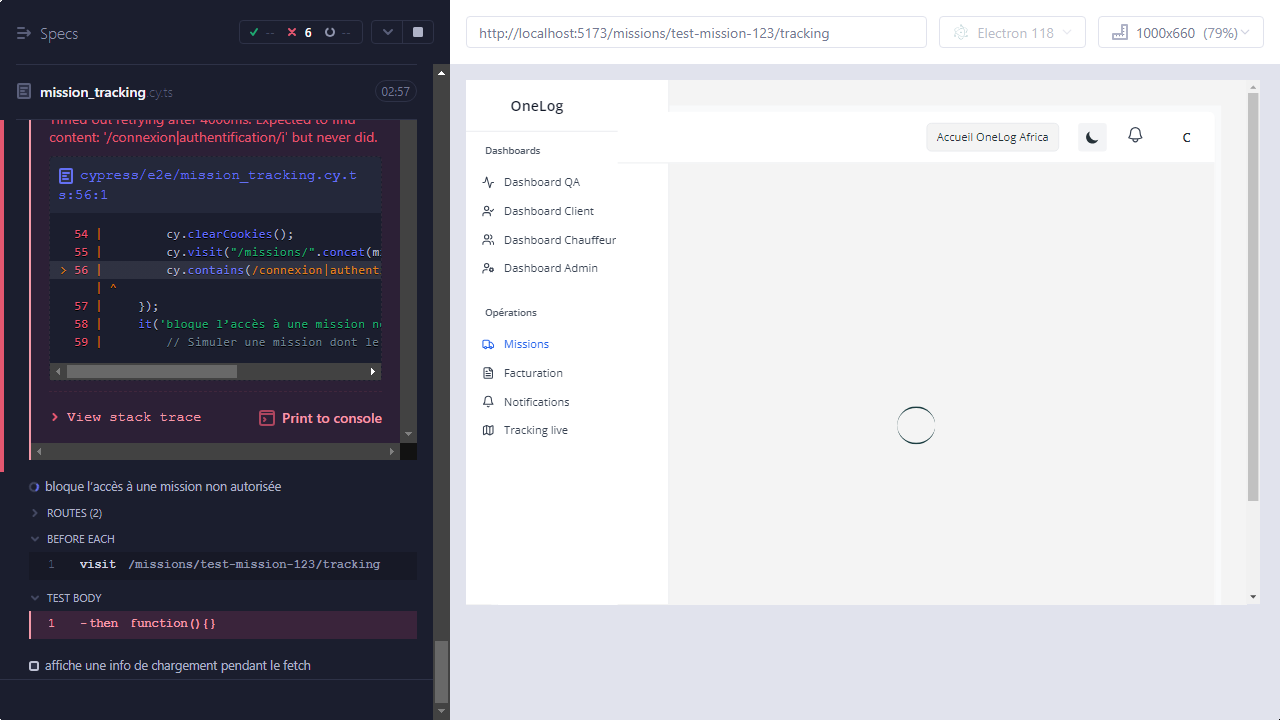 Specs
-- 6 --
mission_tracking.cy.ts 02:57
Timed out retrying after 4000ms: Expected to find
content: '/connexion|authentification/i' but never did.
cypress/e2e/mission_tracking.cy.t
s:56:1
54 | cy.clearCookies();
55 | cy.visit("/missions/".concat(m
> 56 | cy.contains(/connexion|authent
| ^
57 | });
58 | it('bloque l’accès à une mission n
59 | // Simuler une mission dont le
View stack trace Print to console
bloque l’accès à une mission non autorisée
ROUTES (2)
BEFORE EACH
1 visit /missions/test-mission-123/tracking
TEST BODY
1 -then function(){}
affiche une info de chargement pendant le fetch
http://localhost:5173/missions/test-mission-123/tracking
Electron 118
1000x660 (79%)
OneLog
Accueil OneLog Africa
C
Dashboards
Dashboard QA
Dashboard Client
Dashboard Chauffeur
Dashboard Admin
Opérations
Missions
Facturation
Notifications
Tracking live